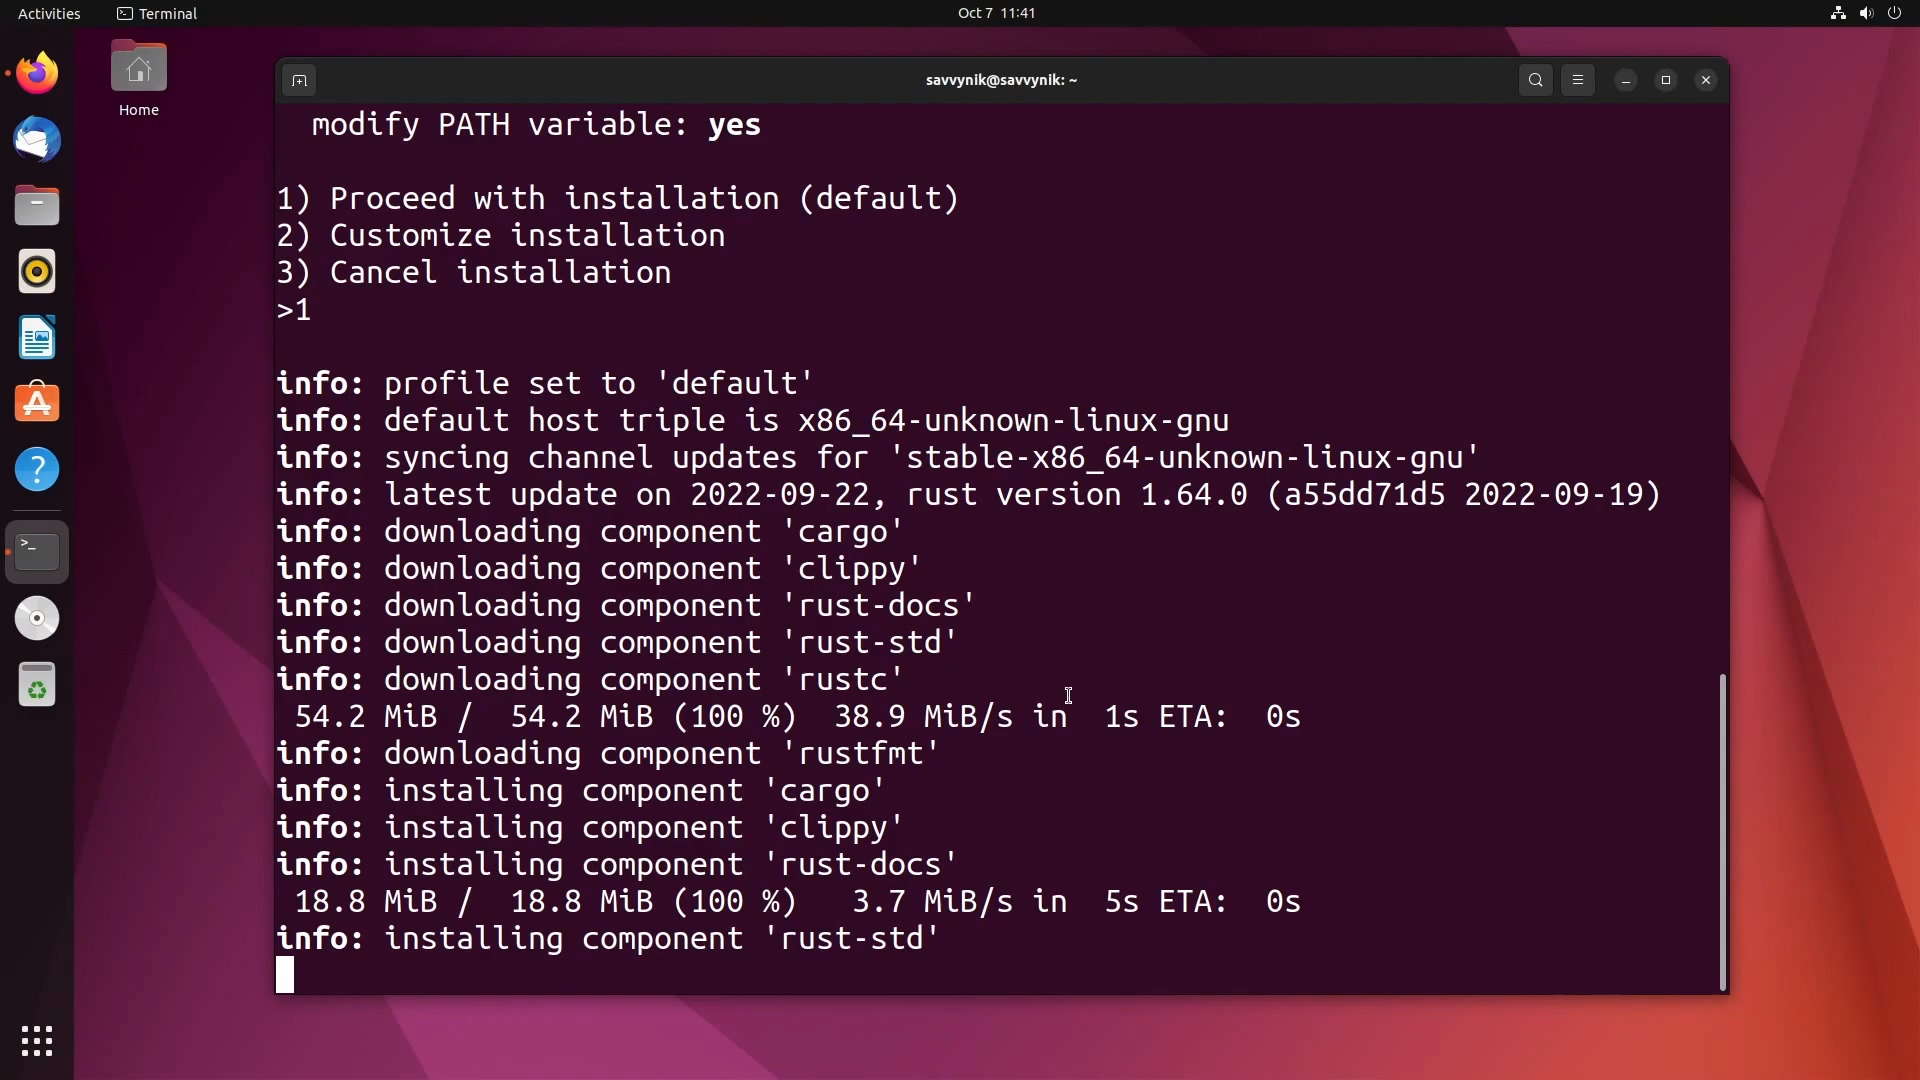 Activities
Terminal
Oct 7 11:41
Home
savvynik@savvynik: ~
modify PATH variable: yes
1) Proceed with installation (default)
2) Customize installation
3) Cancel installation
>1
info: profile set to 'default'
info: default host triple is x86_64-unknown-linux-gnu
info: syncing channel updates for 'stable-x86_64-unknown-linux-gnu'
info: latest update on 2022-09-22, rust version 1.64.0 (a55dd71d5 2022-09-19)
info: downloading component 'cargo'
info: downloading component 'clippy'
info: downloading component 'rust-docs'
info: downloading component 'rust-std'
info: downloading component 'rustc'
54.2 MiB /  54.2 MiB (100 %)  38.9 MiB/s in  1s ETA:  0s
info: downloading component 'rustfmt'
info: installing component 'cargo'
info: installing component 'clippy'
info: installing component 'rust-docs'
18.8 MiB /  18.8 MiB (100 %)   3.7 MiB/s in  5s ETA:  0s
info: installing component 'rust-std'